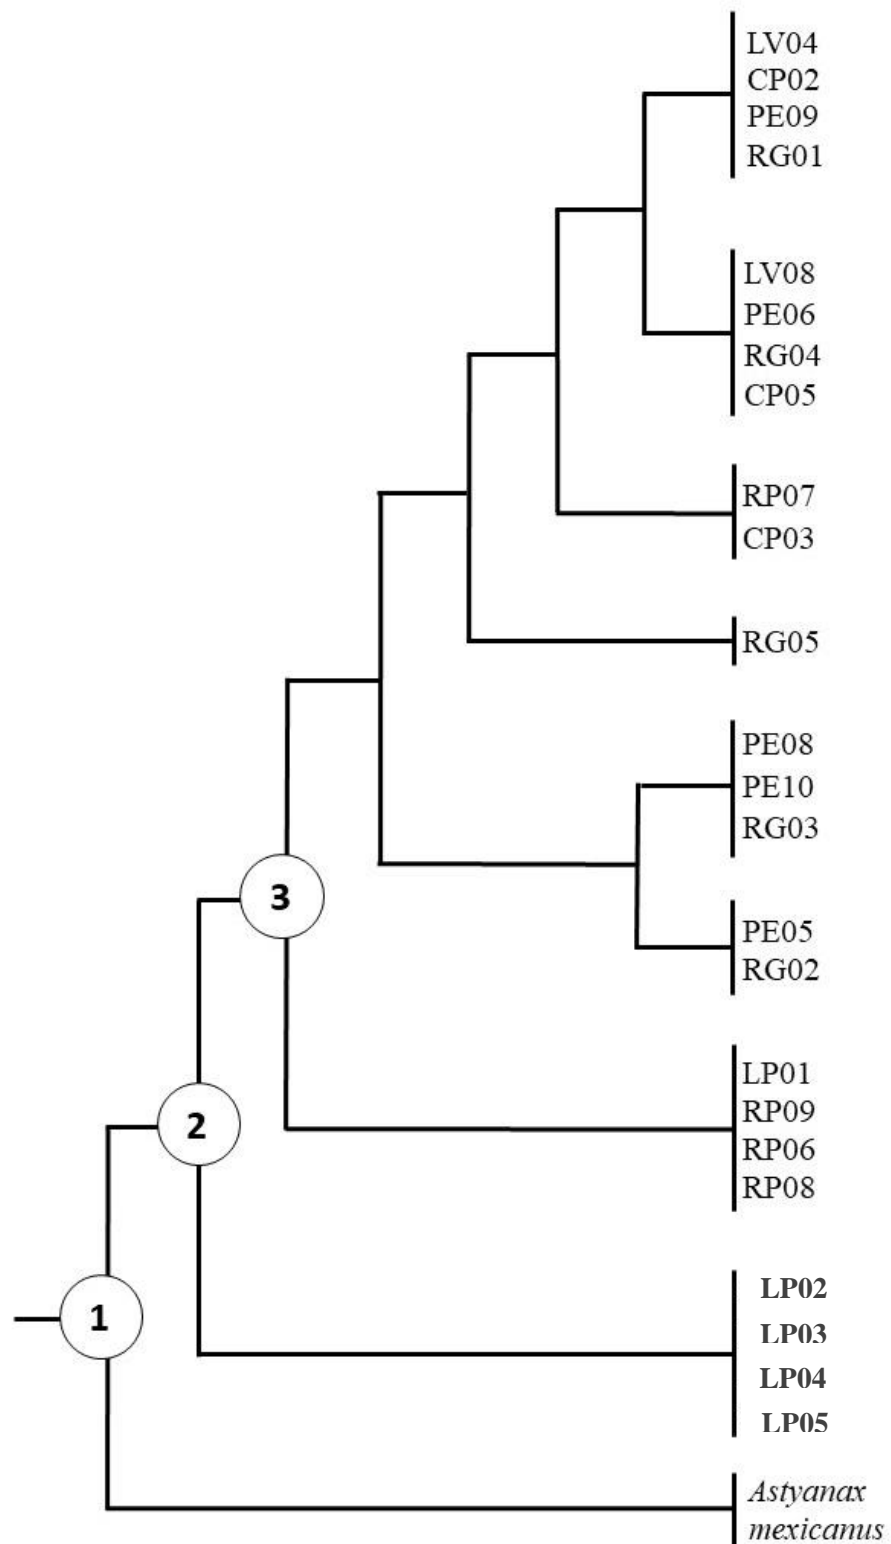 LV04
CP02
PE09
RG01
LV08
PE06
RG04
CP05
RP07
CP03
RG05
PE08
PE10
RG03
PE05
RG02
3
LP01
RP09
RP06
RP08
2
LP02
LP03
LP04
LP05
1
Astyanax
mexicanus